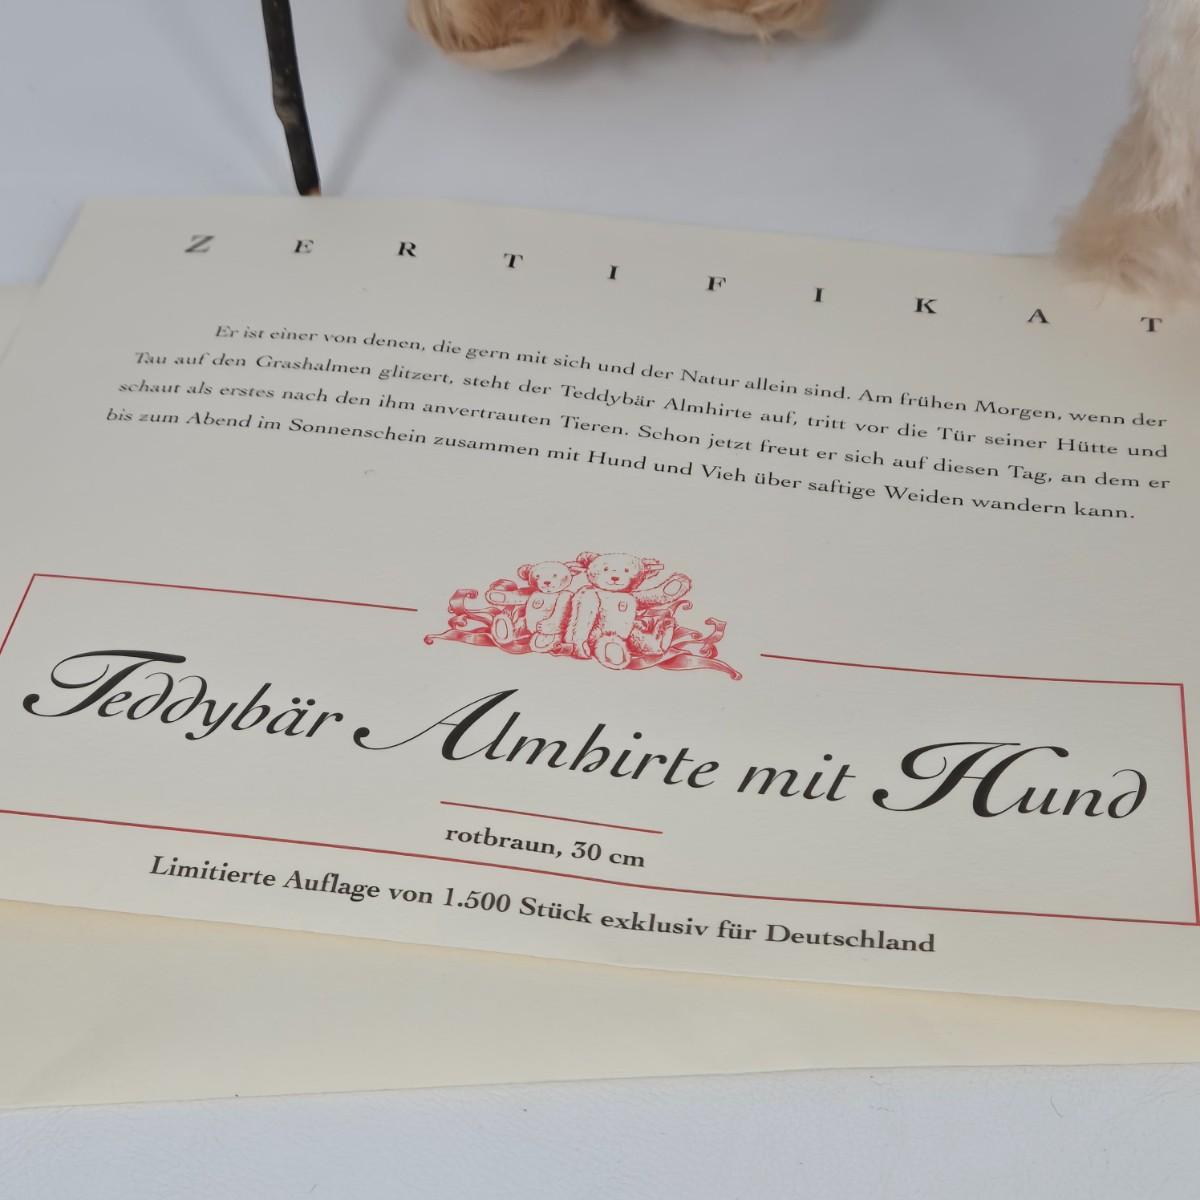 ZERTIFIKAT
Er ist einer von denen, die gern mit sich und der Natur allein sind. Am frühen Morgen, wenn der
Tau auf den Grashalmen glitzert, steht der Teddybär Almhirte auf, tritt vor die Tür seiner Hütte und
schaut als erstes nach den ihm anvertrauten Tieren. Schon jetzt freut er sich auf diesen Tag, an dem er
bis zum Abend im Sonnenschein zusammen mit Hund und Vieh über saftige Weiden wandern kann.
Teddybär Almhirte mit Hund
rotbraun, 30 cm
Limitierte Auflage von 1.500 Stück exklusiv für Deutschland